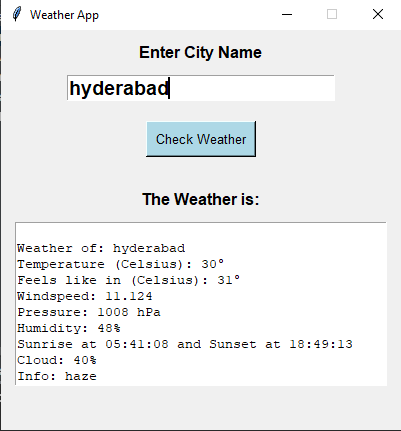 Weather App
Enter City Name
hyderabad
Check Weather
The Weather is:
Weather of: hyderabad
Temperature (Celsius): 30°
Feels like in (Celsius): 31°
Windspeed: 11.124
Pressure: 1008 hPa
Humidity: 48%
Sunrise at 05:41:08 and Sunset at 18:49:13
Cloud: 40%
Info: haze